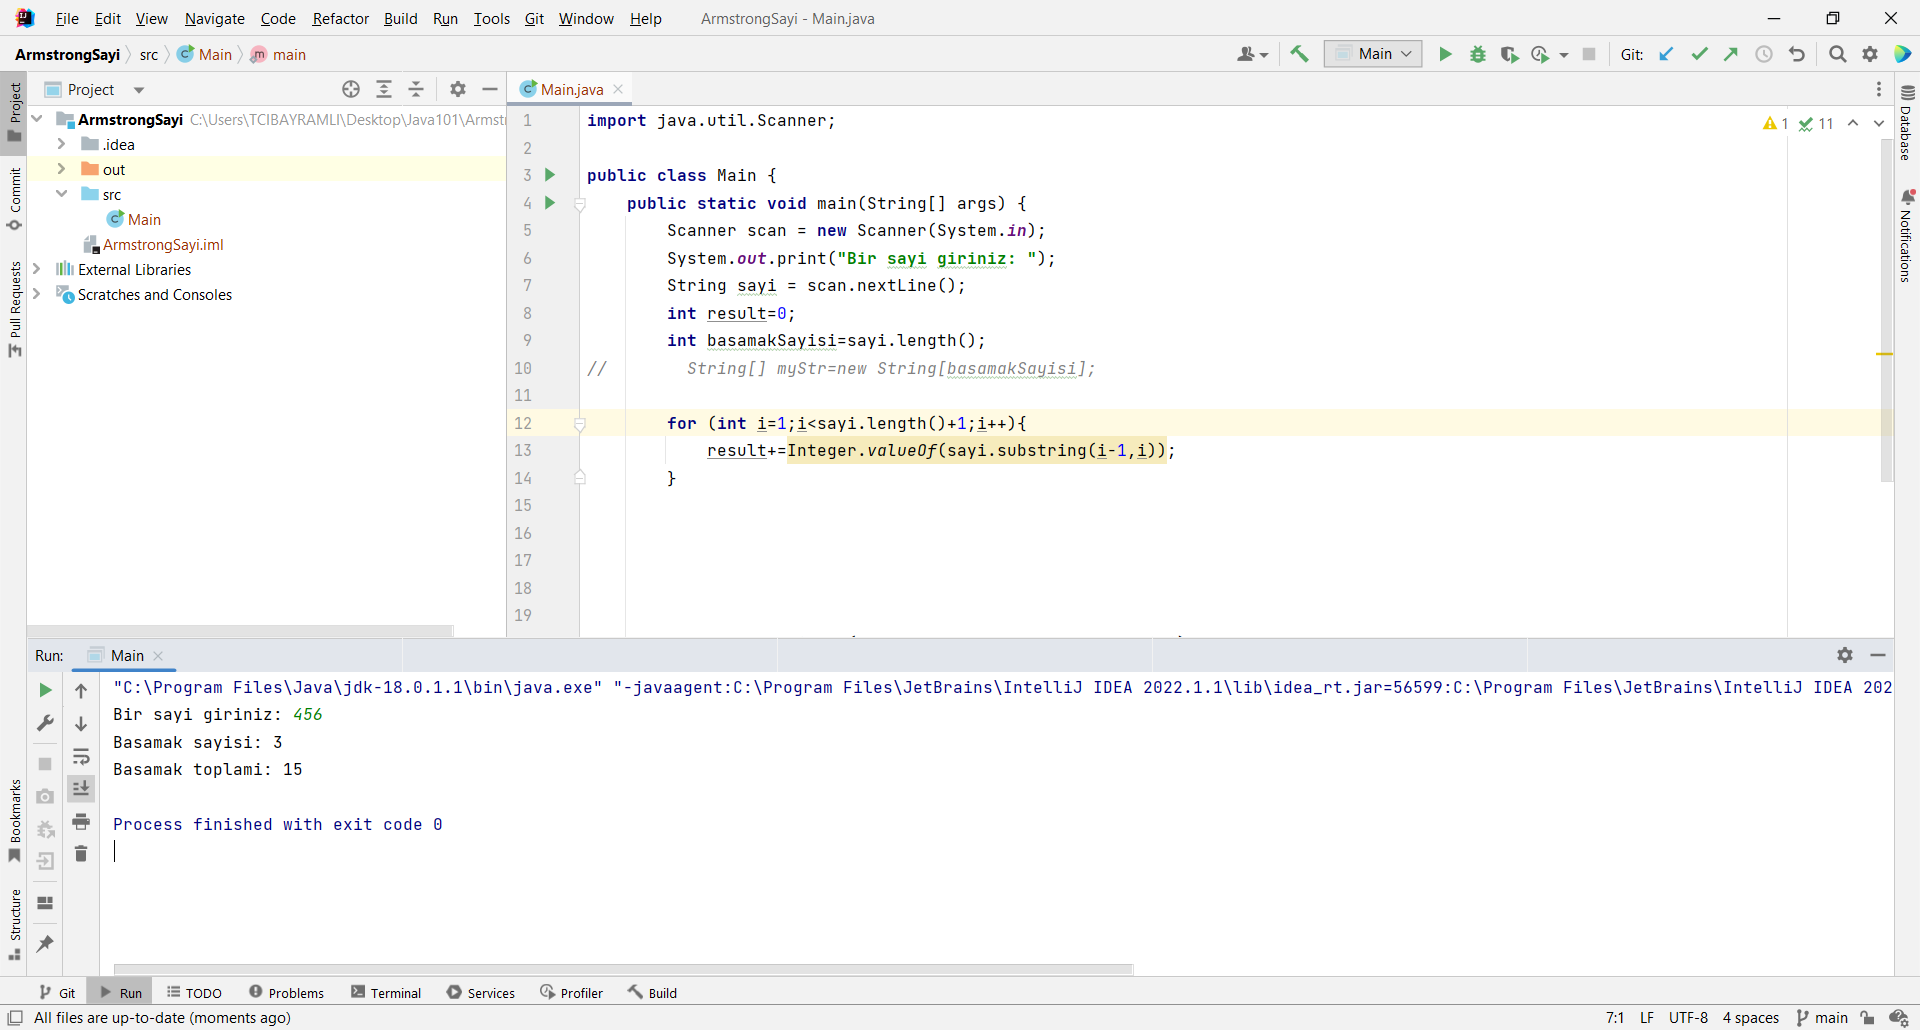 File Edit View Navigate Code Refactor Build Run Tools Git Window Help ArmstrongSayi - Main.java
ArmstrongSayi src Main main Main Git:
Project
Main.java
ArmstrongSayi C:\Users\TCIBAYRAMLI\Desktop\Java101\Armst
.idea
out
src
Main
ArmstrongSayi.iml
External Libraries
Scratches and Consoles
1 11
1 import java.util.Scanner;
2
3 public class Main {
4 public static void main(String[] args) {
5 Scanner scan = new Scanner(System.in);
6 System.out.print("Bir sayi giriniz: ");
7 String sayi = scan.nextLine();
8 int result=0;
9 int basamakSayisi=sayi.length();
10 // String[] myStr=new String[basamakSayisi];
11
12 for (int i=1;i<sayi.length()+1;i++){
13 result+=Integer.valueOf(sayi.substring(i-1,i));
14 }
15
16
17
18
19
Project
Commit
Pull Requests
Bookmarks
Structure
Database
Notifications
Run: Main
"C:\Program Files\Java\jdk-18.0.1.1\bin\java.exe" "-javaagent:C:\Program Files\JetBrains\IntelliJ IDEA 2022.1.1\lib\idea_rt.jar=56599:C:\Program Files\JetBrains\IntelliJ IDEA 202
Bir sayi giriniz: 456
Basamak sayisi: 3
Basamak toplami: 15
Process finished with exit code 0
Git Run TODO Problems Terminal Services Profiler Build
All files are up-to-date (moments ago) 7:1 LF UTF-8 4 spaces main